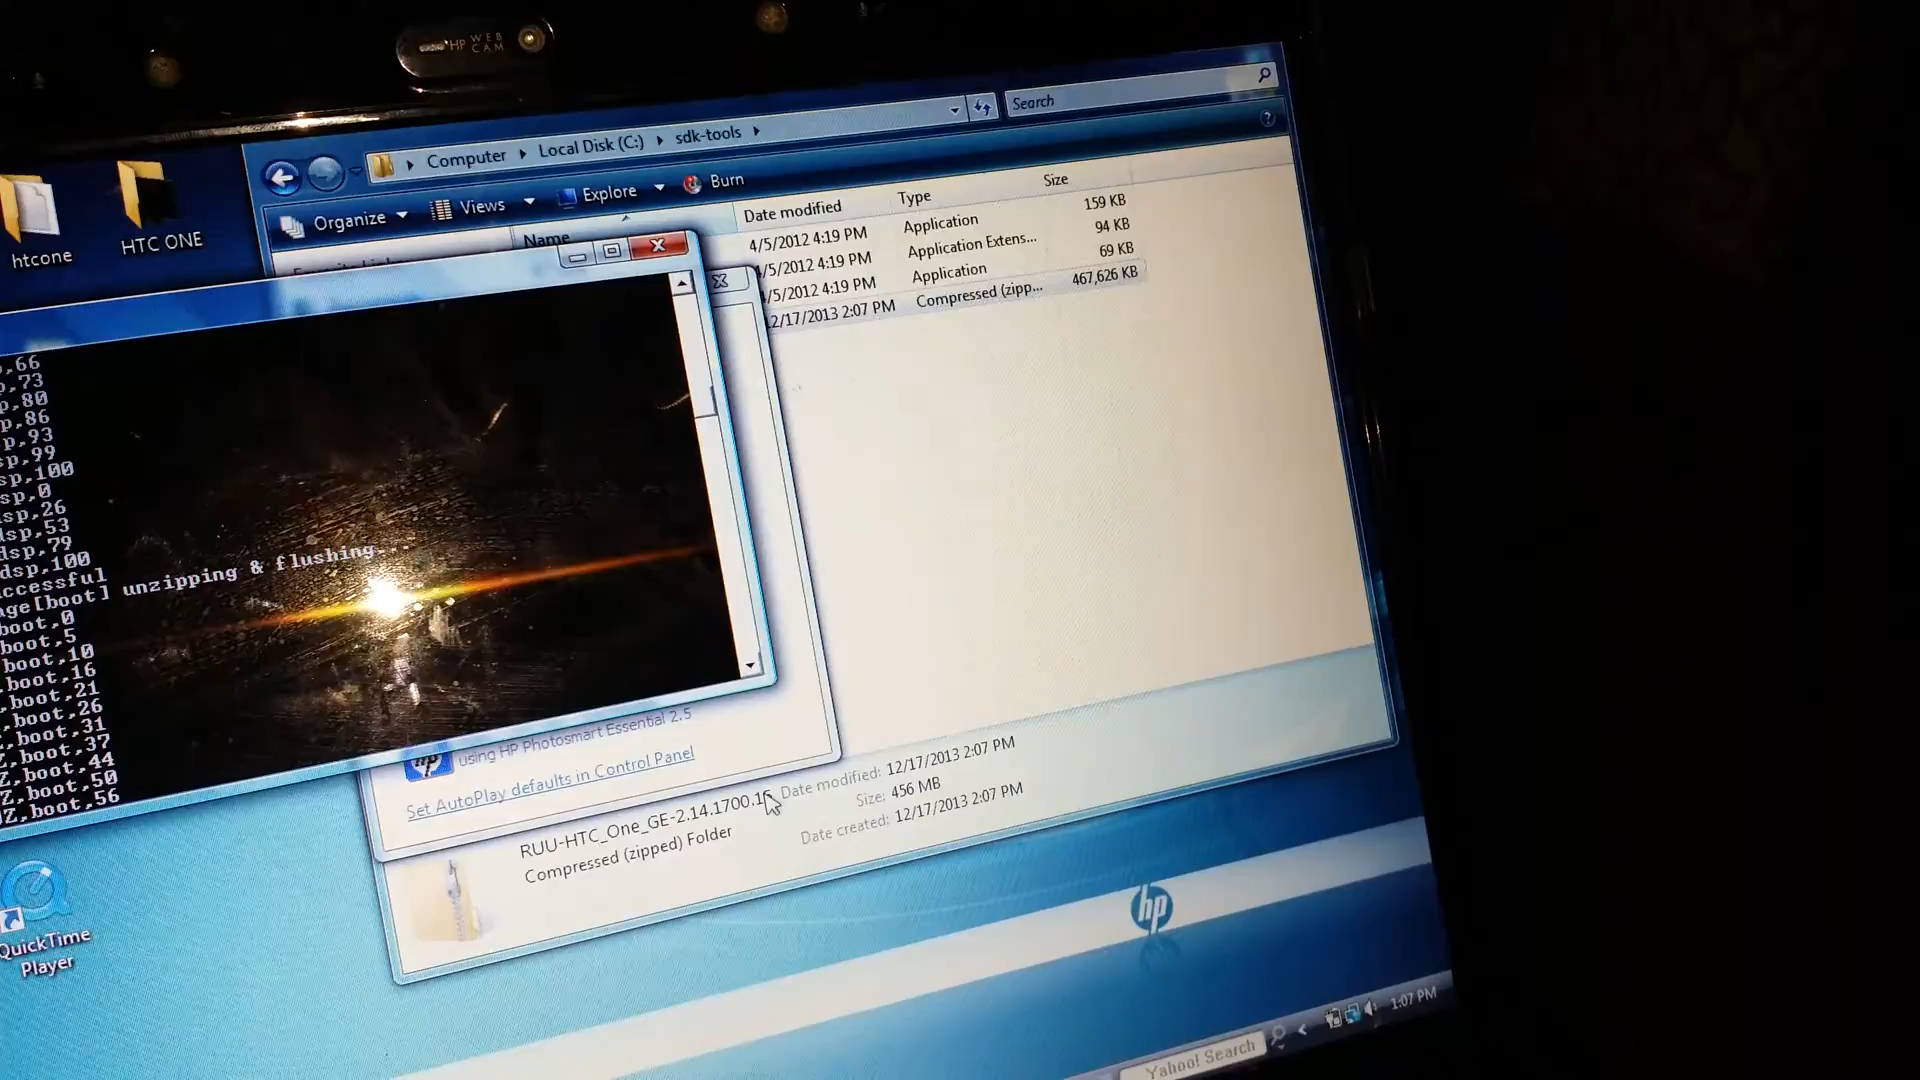 HP WEB CAM
Search
Computer Local Disk (C:) sdk-tools
Organize Views Explore Burn
htcone
HTC ONE
Name Date modified Type Size
4/5/2012 4:19 PM Application 159 KB
4/5/2012 4:19 PM Application Extens... 94 KB
/5/2012 4:19 PM Application 69 KB
12/17/2013 2:07 PM Compressed (zipp... 467,626 KB
,66
p,73
p,80
p,86
p,93
sp,99
sp,100
sp,0
sp,26
dsp,53
dsp,79
dsp,100
ccessful
age[boot] unzipping & flushing...
boot,0
boot,5
boot,10
,boot,16
,boot,21
,boot,26
,boot,31
Z,boot,37
Z,boot,44
Z,boot,50
Z,boot,56
hp using HP Photosmart Essential 2.5
Set AutoPlay defaults in Control Panel
RUU-HTC_One_GE-2.14.1700.15 Date modified: 12/17/2013 2:07 PM
Compressed (zipped) Folder Size: 456 MB
Date created: 12/17/2013 2:07 PM
QuickTime
Player
hp
1:07 PM
Yahoo! Search